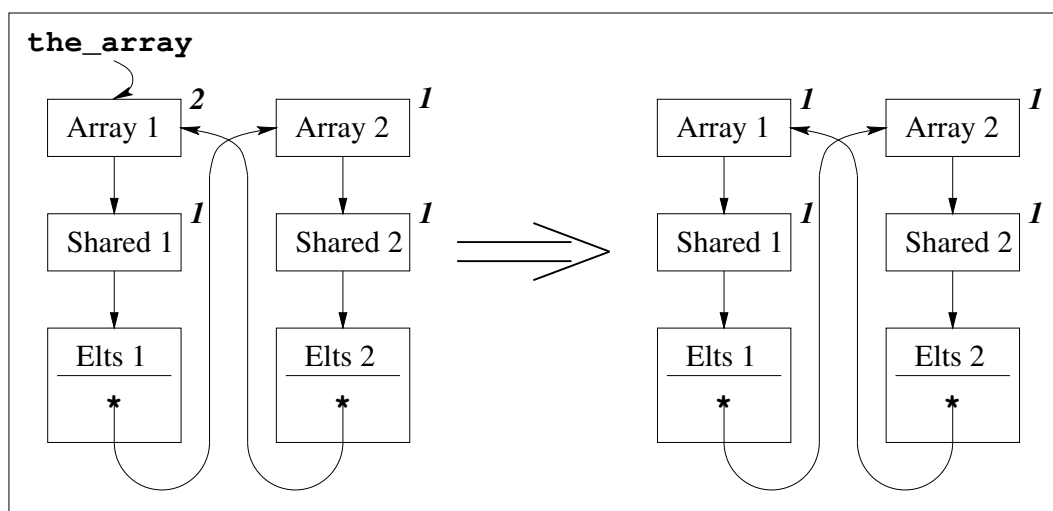 the_array
2 1 1 1
Array 1 Array 2 Array 1 Array 2
1 1 1 1
Shared 1 Shared 2 Shared 1 Shared 2
Elts 1 Elts 2 Elts 1 Elts 2
* * * *